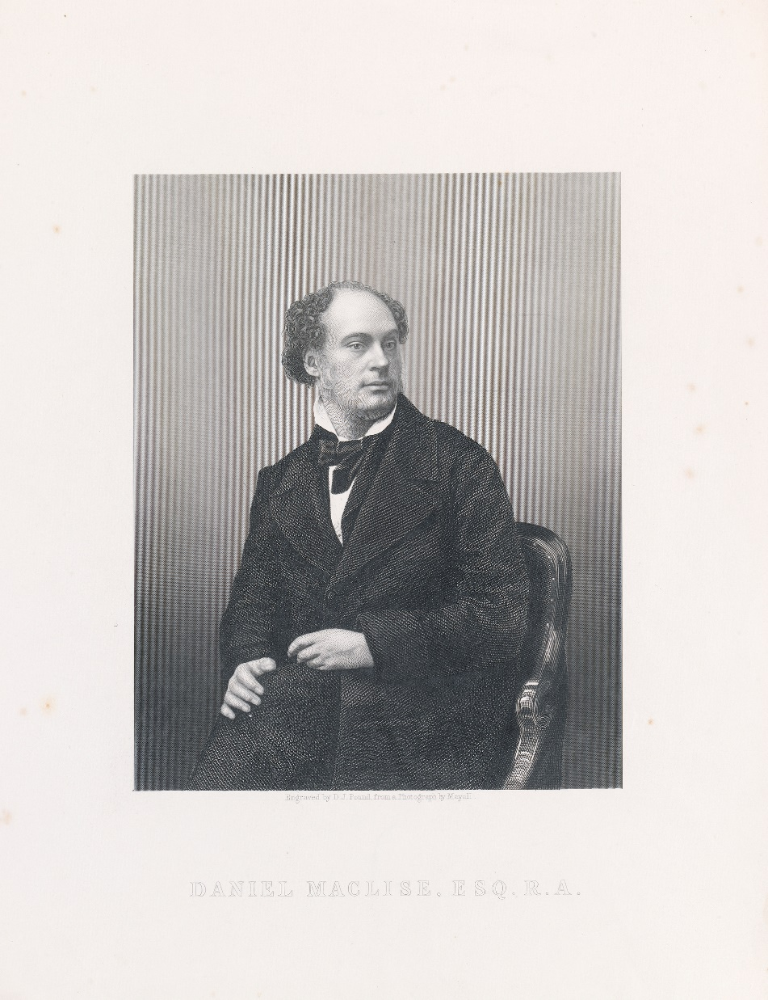 Engraved by D.J. Pound, from a Photograph by Mayall.
DANIEL MACLISE, ESQ. R.A.